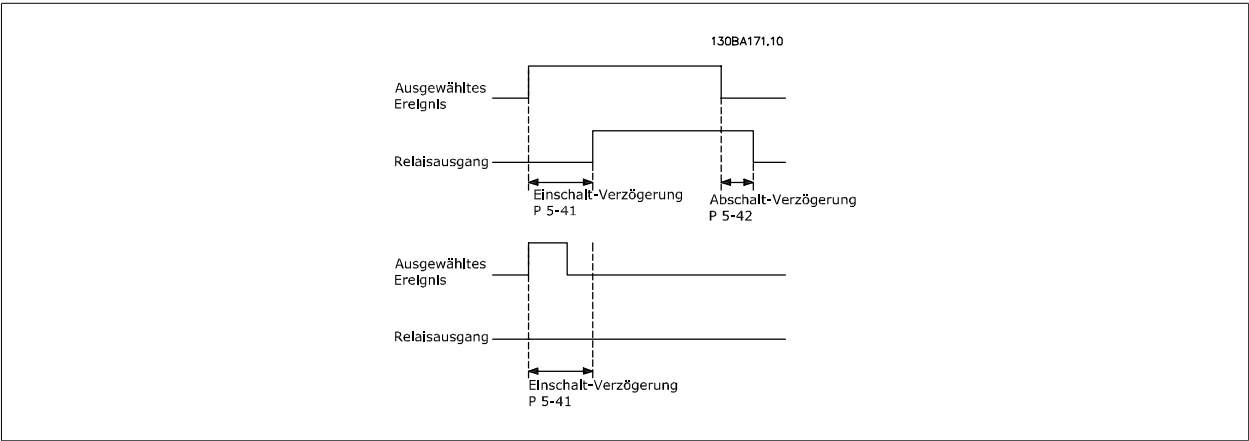 130BA171.10
Ausgewähltes
Ereignis
Relaisausgang
Einschalt-Verzögerung
P 5-41
Abschalt-Verzögerung
P 5-42
Ausgewähltes
Ereignis
Relaisausgang
Einschalt-Verzögerung
P 5-41